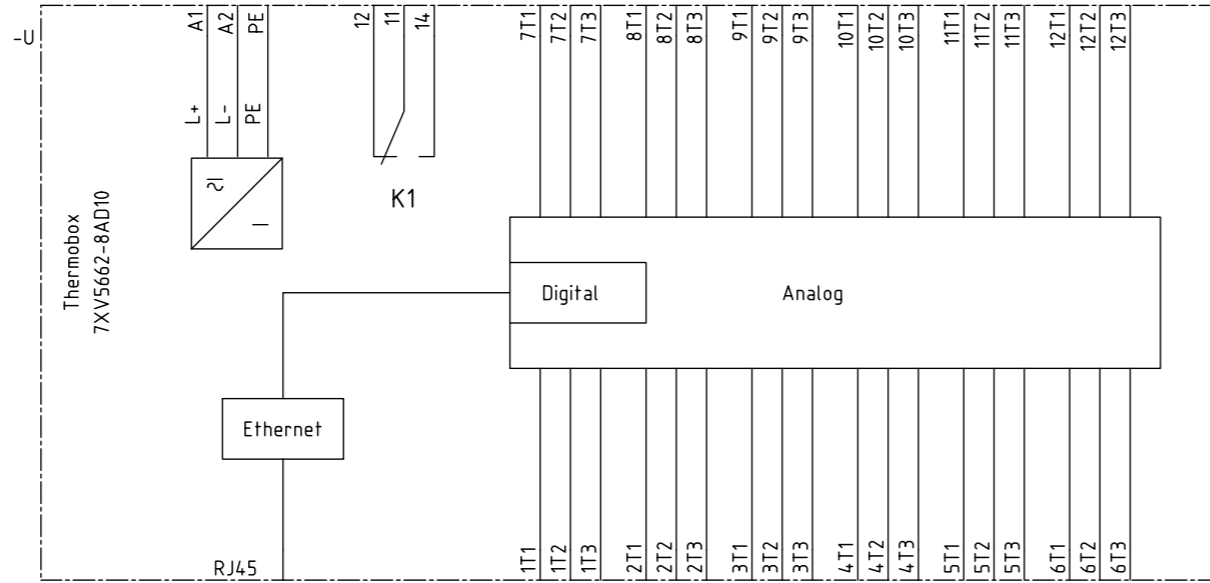 -U
A1
A2
PE
12
11
14
7T1
7T2
7T3
8T1
8T2
8T3
9T1
9T2
9T3
10T1
10T2
10T3
11T1
11T2
11T3
12T1
12T2
12T3
L+
L-
PE
K1
Thermobox
7XV5662-8AD10
Digital
Analog
Ethernet
RJ45
1T1
1T2
1T3
2T1
2T2
2T3
3T1
3T2
3T3
4T1
4T2
4T3
5T1
5T2
5T3
6T1
6T2
6T3